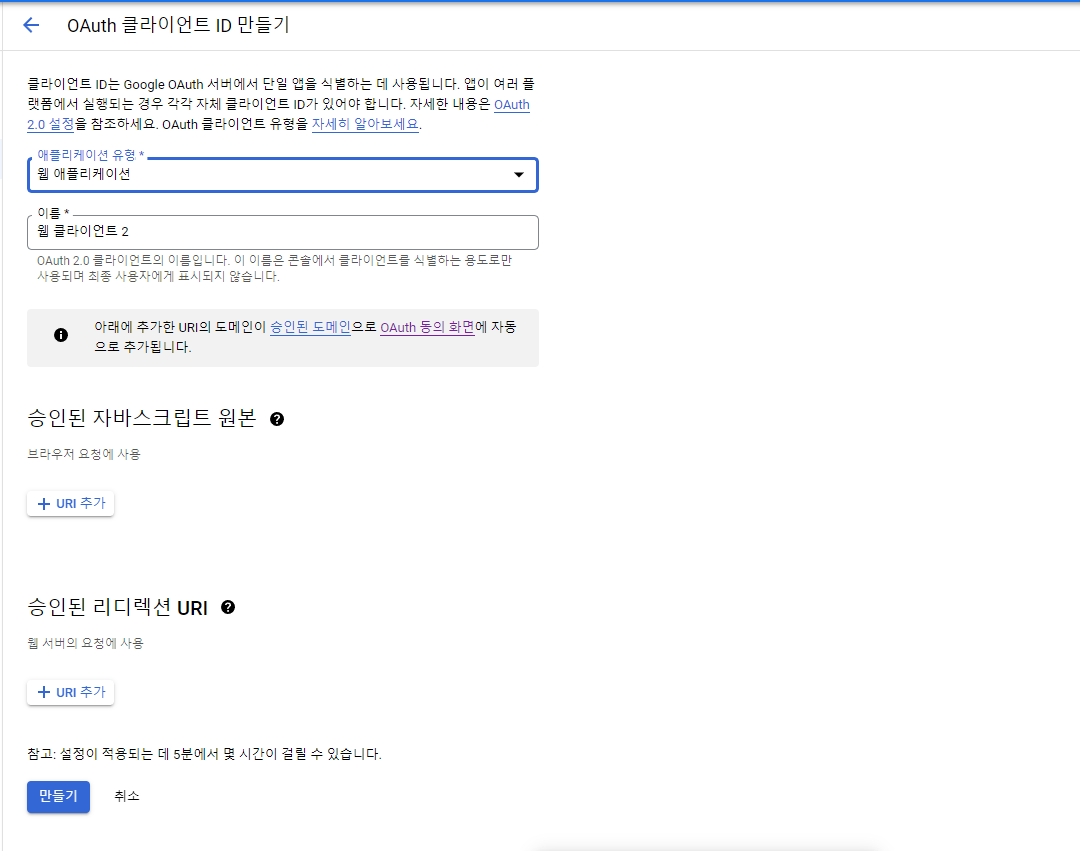 OAuth 클라이언트 ID 만들기
클라이언트 ID는 Google OAuth 서버에서 단일 앱을 식별하는 데 사용됩니다. 앱이 여러 플
랫폼에서 실행되는 경우 각각 자체 클라이언트 ID가 있어야 합니다. 자세한 내용은 OAuth
2.0 설정을 참조하세요. OAuth 클라이언트 유형을 자세히 알아보세요.
애플리케이션 유형 *
웹 애플리케이션
이름 *
웹 클라이언트 2
OAuth 2.0 클라이언트의 이름입니다. 이 이름은 콘솔에서 클라이언트를 식별하는 용도로만
사용되며 최종 사용자에게 표시되지 않습니다.
아래에 추가한 URI의 도메인이 승인된 도메인으로 OAuth 동의 화면에 자동
으로 추가됩니다.
승인된 자바스크립트 원본
브라우저 요청에 사용
+ URI 추가
승인된 리디렉션 URI
웹 서버의 요청에 사용
+ URI 추가
참고: 설정이 적용되는 데 5분에서 몇 시간이 걸릴 수 있습니다.
만들기 취소